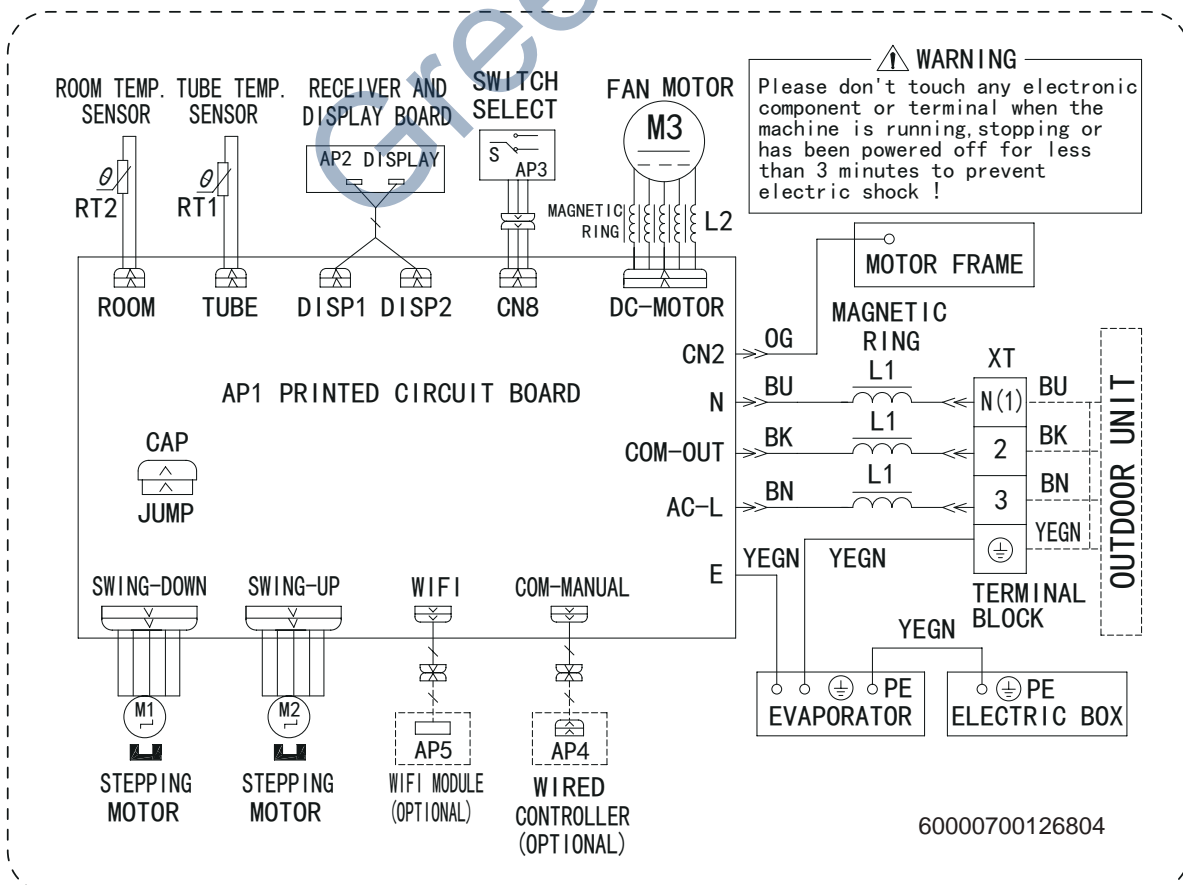 Gree
ROOM TEMP.
SENSOR
TUBE TEMP.
SENSOR
RECEIVER AND
DISPLAY BOARD
SWITCH
SELECT
FAN MOTOR
AP2 DISPLAY
S
AP3
M3
θ
RT2
θ
RT1
MAGNETIC
RING
L2
WARNING
Please don't touch any electronic
component or terminal when the
machine is running,stopping or
has been powered off for less
than 3 minutes to prevent
electric shock !
MOTOR FRAME
ROOM
TUBE
DISP1
DISP2
CN8
DC-MOTOR
MAGNETIC
RING
AP1 PRINTED CIRCUIT BOARD
CN2
OG
N
BU
L1
XT
N(1)
BU
COM-OUT
BK
L1
2
BK
AC-L
BN
L1
3
BN
YEGN
OUTDOOR UNIT
CAP
JUMP
E
YEGN
YEGN
TERMINAL
BLOCK
YEGN
SWING-DOWN
SWING-UP
WIFI
COM-MANUAL
PE
EVAPORATOR
PE
ELECTRIC BOX
M1
M2
AP5
AP4
STEPPING
MOTOR
STEPPING
MOTOR
WIFI MODULE
(OPTIONAL)
WIRED
CONTROLLER
(OPTIONAL)
60000700126804